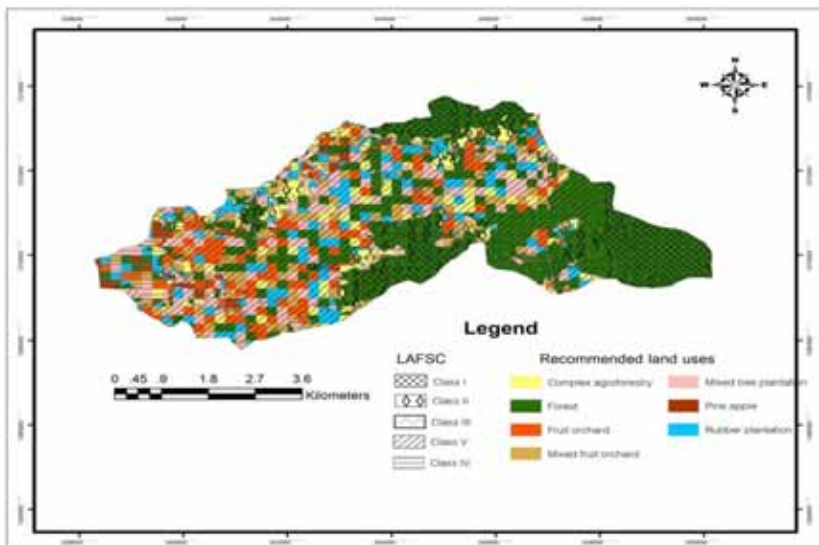 N
W E
S
Legend
LAFSC
Class I
Class II
Class III
Class V
Class IV
Recommended land uses
Complex agroforestry
Forest
Fruit orchard
Mixed fruit orchard
Mixed tree plantation
Pine apple
Rubber plantation
0 .45 .9 1.8 2.7 3.6
Kilometers